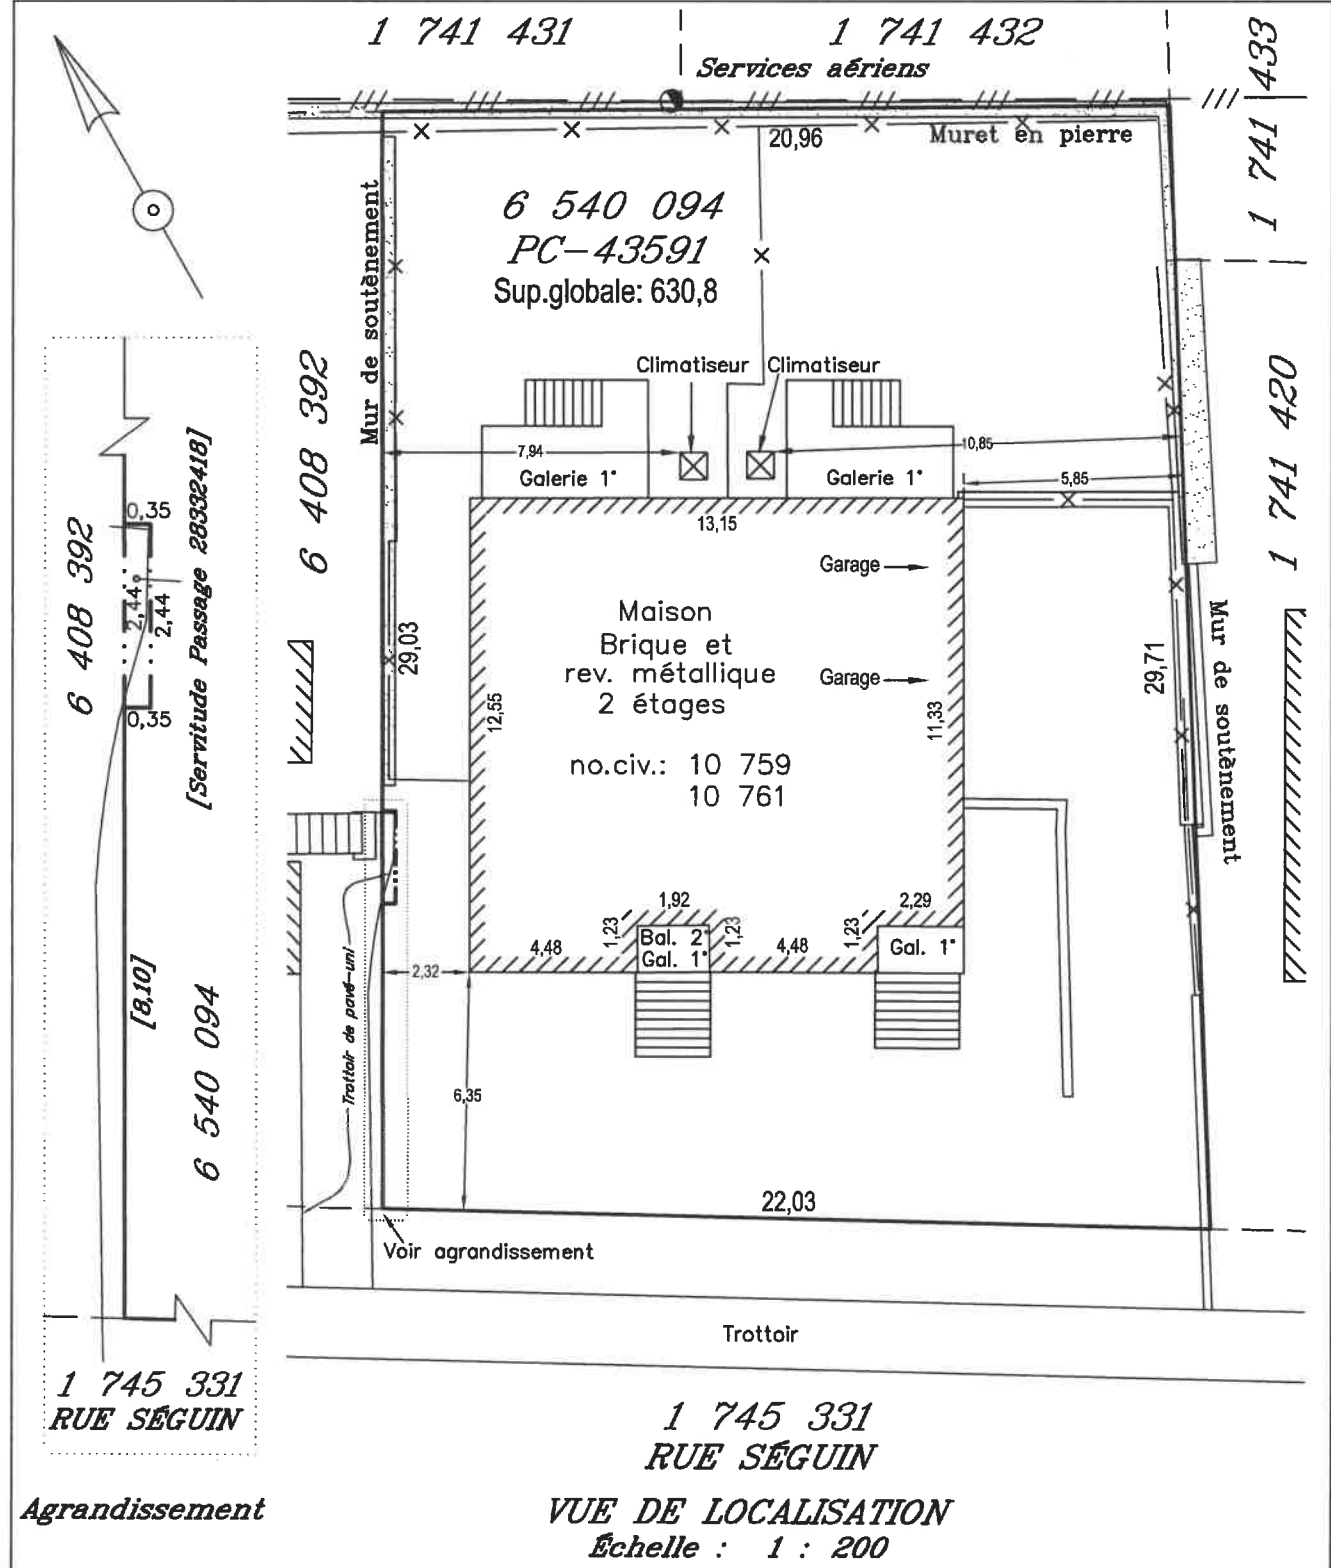 1 741 431
1 741 432
1 741 433
Services aériens
20,96
Muret en pierre
Mur de soutènement
6 540 094
PC-43591
Sup.globale: 630,8
6 408 392
Climatiseur
Climatiseur
7,94
10,85
Galerie 1°
Galerie 1°
5,85
1 741 420
13,15
Garage
Garage
Maison
Brique et
rev. métallique
2 étages
no.civ.: 10 759
10 761
29,03
12,55
11,33
29,71
Mur de soutènement
1,92
2,29
1,23
1,23
1,23
Bal. 2°
Gal. 1°
Gal. 1°
4,48
4,48
2,32
Trottoir de pavé-uni
6,35
22,03
Voir agrandissement
Trottoir
1 745 331
RUE SÉGUIN
VUE DE LOCALISATION
Échelle : 1 : 200
0,35
6 408 392
2,44
2,44
[Servitude Passage 28332418]
0,35
[8,10]
6 540 094
1 745 331
RUE SÉGUIN
Agrandissement